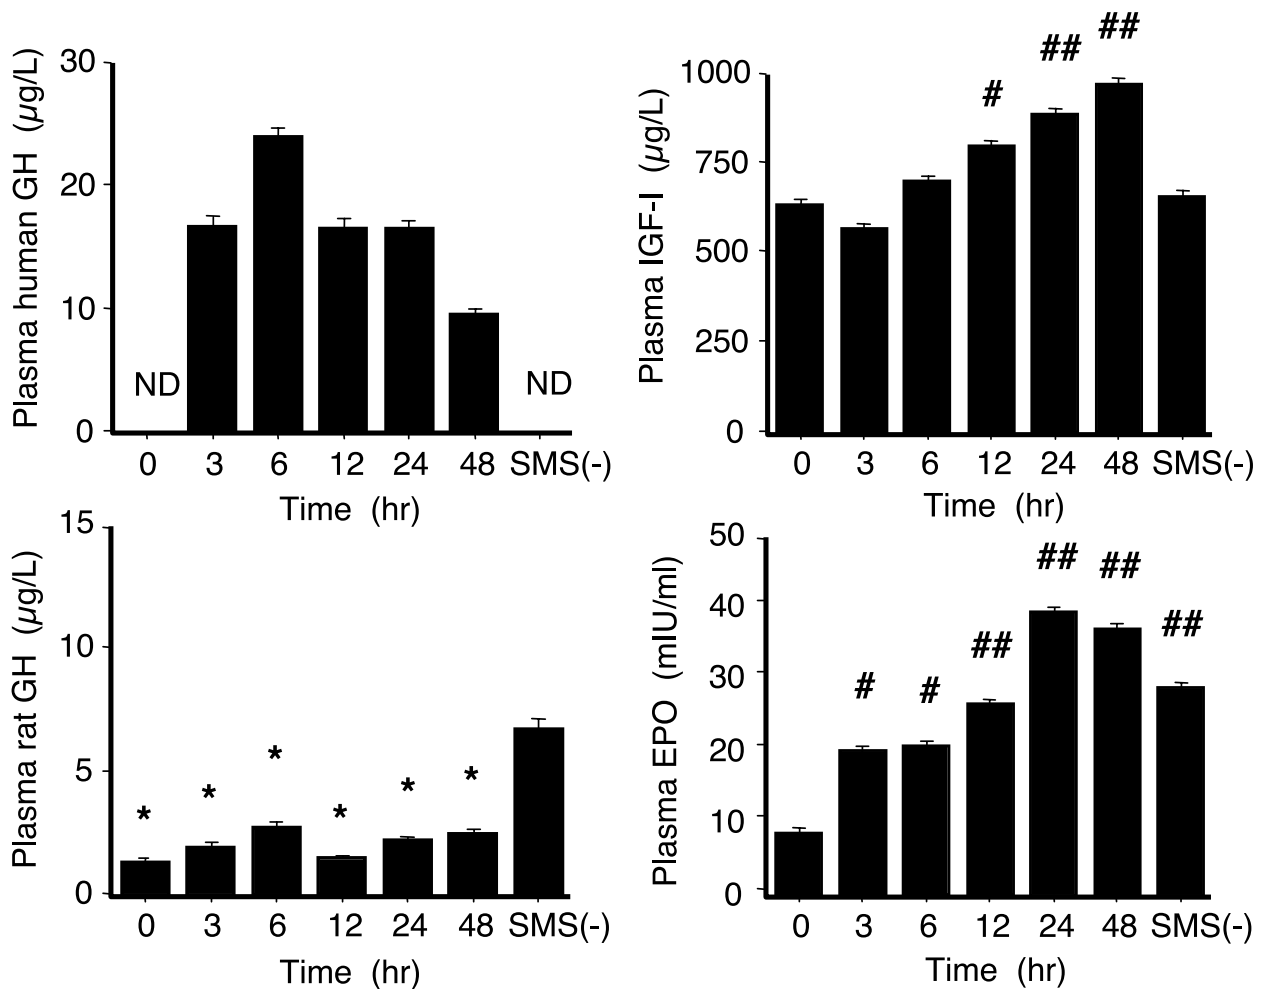 Plasma human GH (µg/L)
30
20
10
0
ND
ND
0 3 6 12 24 48 SMS(-)
Time (hr)
Plasma IGF-I (µg/L)
1000
750
500
250
0
#
##
##
0 3 6 12 24 48 SMS(-)
Time (hr)
Plasma rat GH (µg/L)
15
10
5
0
* * * * * *
0 3 6 12 24 48 SMS(-)
Time (hr)
Plasma EPO (mIU/ml)
50
40
30
20
10
0
# # ## ## ## ##
0 3 6 12 24 48 SMS(-)
Time (hr)